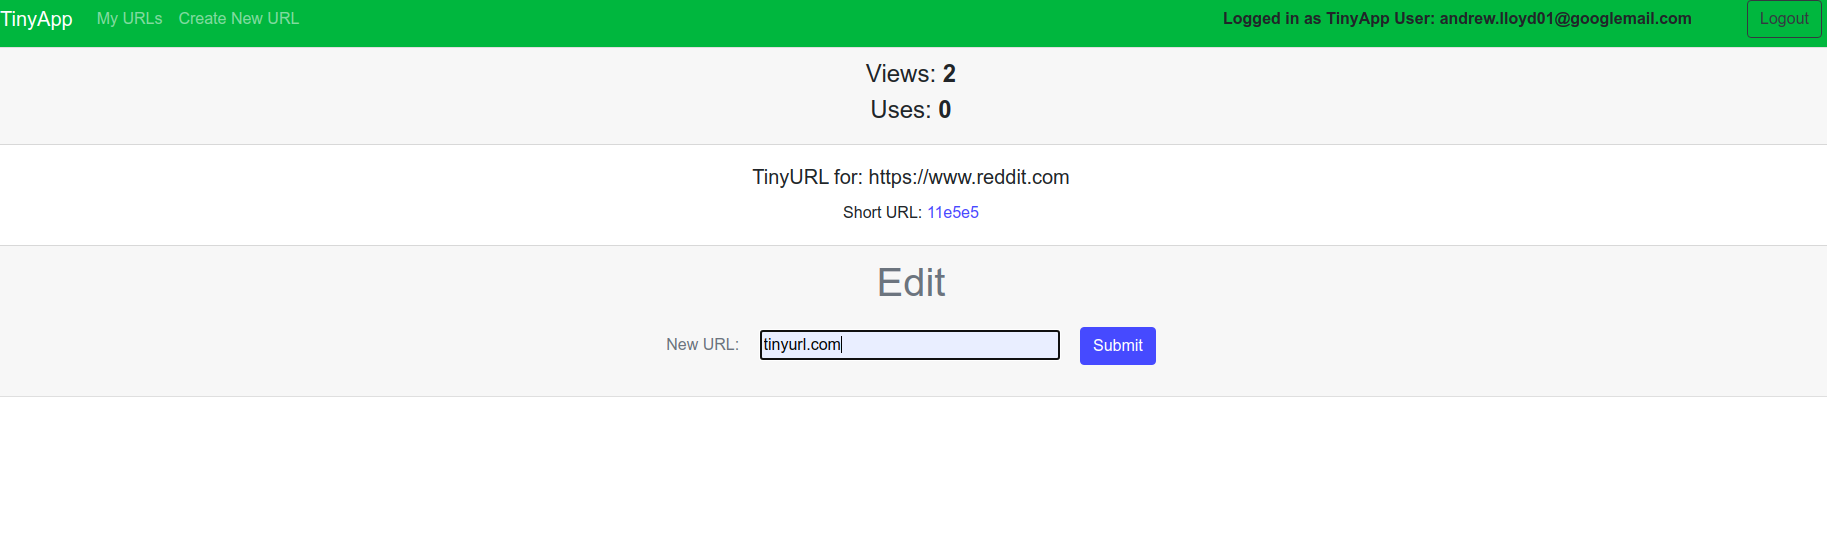 TinyApp My URLs Create New URL Logged in as TinyApp User: andrew.lloyd01@googlemail.com Logout
Views: 2
Uses: 0
TinyURL for: https://www.reddit.com
Short URL: 11e5e5
Edit
New URL: tinyurl.com Submit